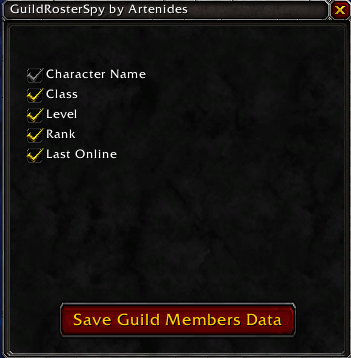 GuildRosterSpy by Artenides
Character Name
Class
Level
Rank
Last Online
Save Guild Members Data